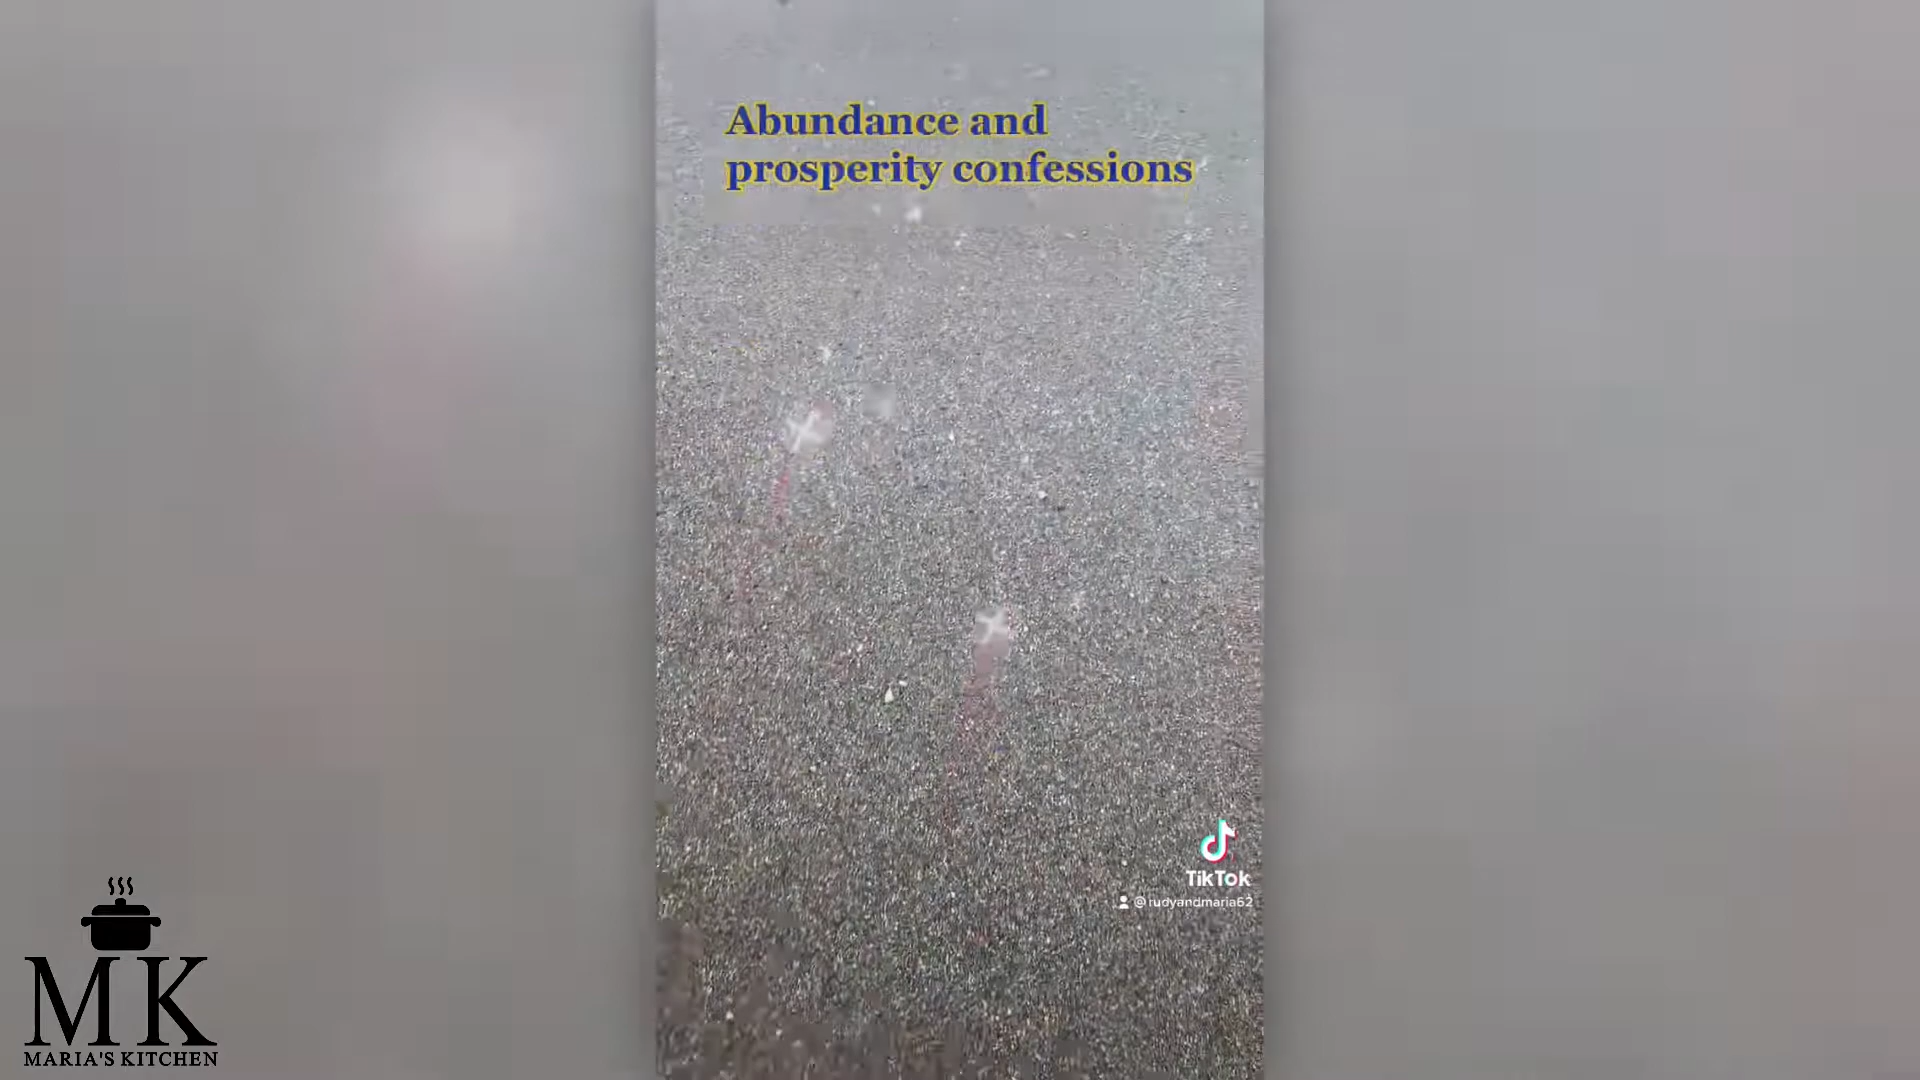 Abundance and
prosperity confessions
TikTok
@rudyandmaria62
MK
MARIA'S KITCHEN